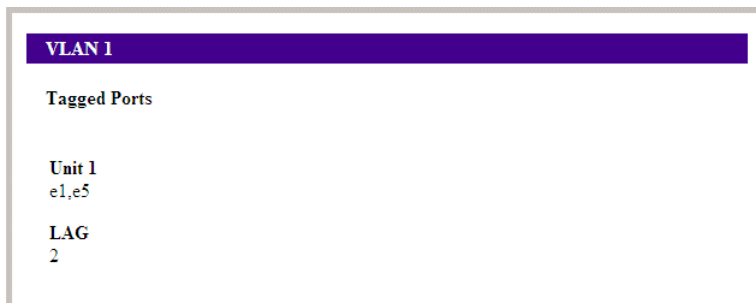 VLAN 1
Tagged Ports
Unit 1
e1,e5
LAG
2